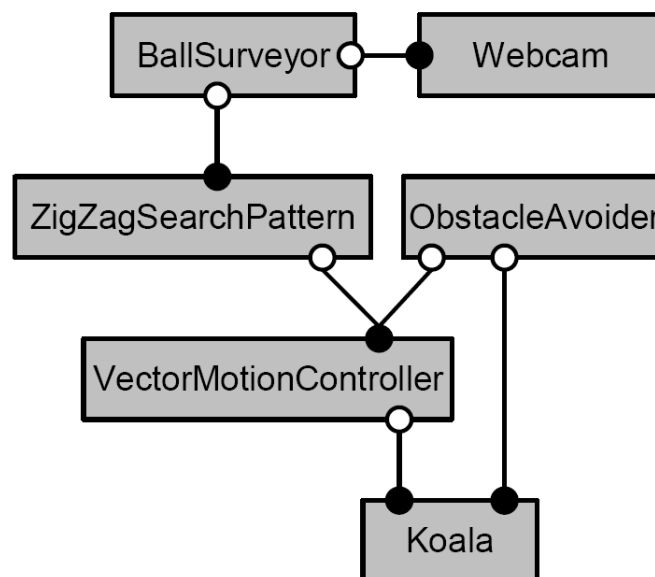 BallSurveyor
Webcam
ZigZagSearchPattern
ObstacleAvoider
VectorMotionController
Koala